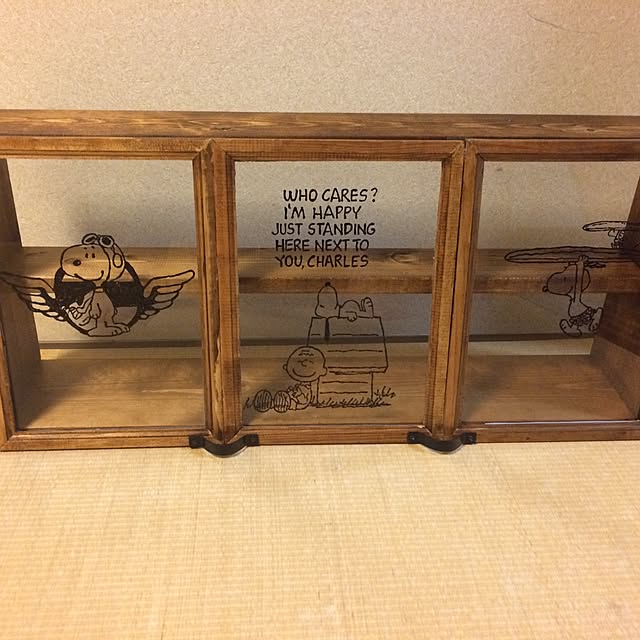 WHO CARES?
I'M HAPPY
JUST STANDING
HERE NEXT TO
YOU, CHARLES